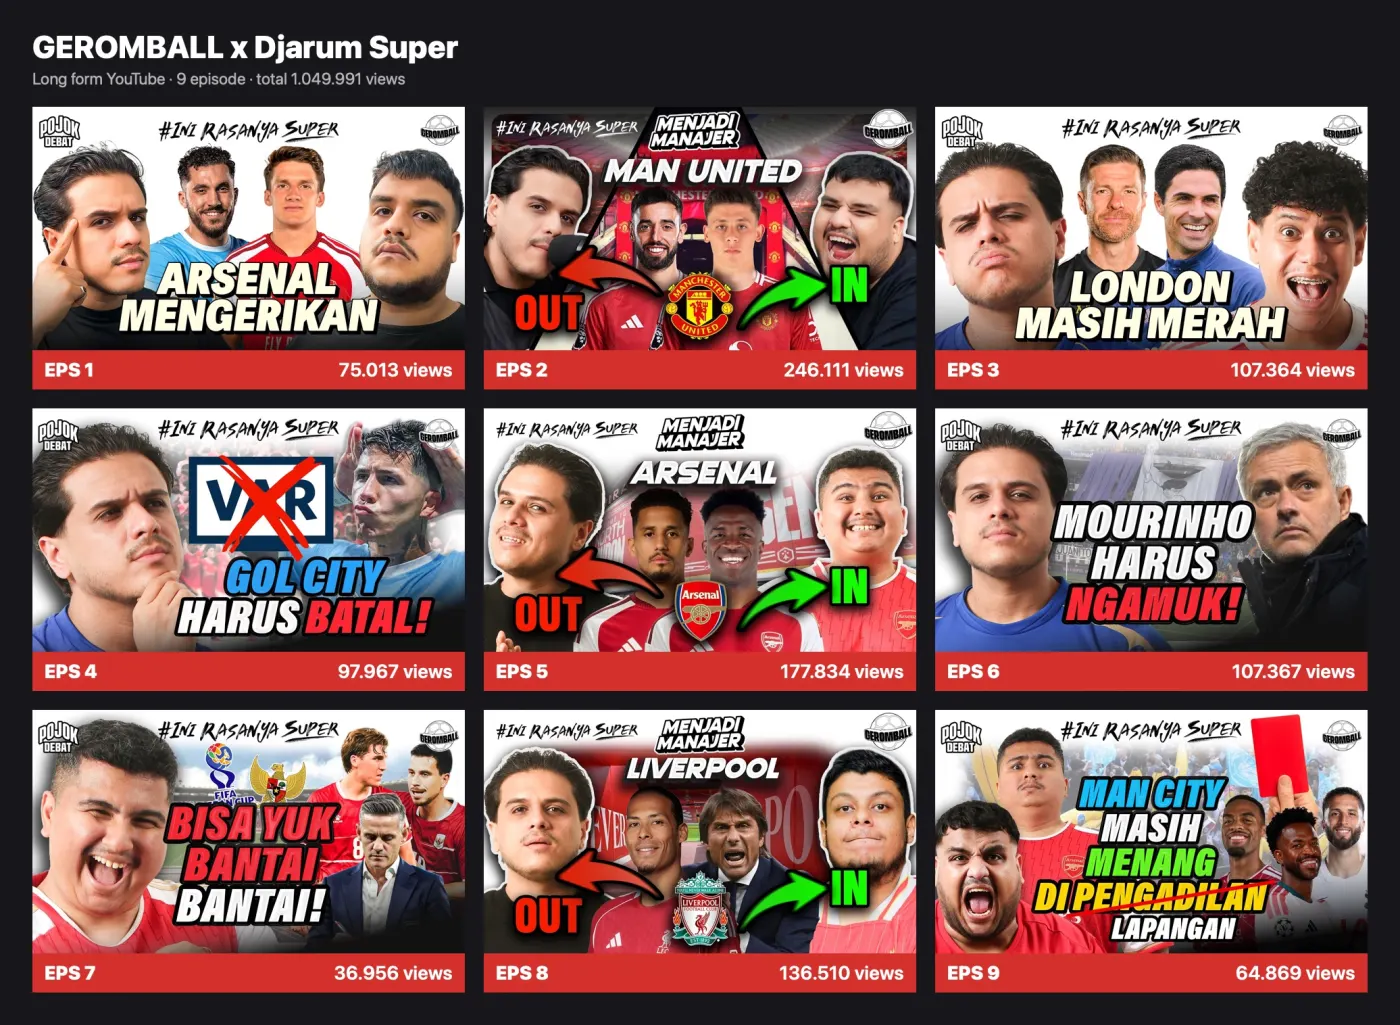 GEROMBALL x Djarum Super
Long form YouTube · 9 episode · total 1.049.991 views
POJOK
DEBAT
#INI RASANYA SUPER
GEROMBALL
ARSENAL
MENGERIKAN
EPS 1
75.013 views
#INI RASANYA SUPER
MENJADI
MANAJER
GEROMBALL
MAN UNITED
OUT
IN
MANCHESTER
UNITED
EPS 2
246.111 views
POJOK
DEBAT
#INI RASANYA SUPER
GEROMBALL
LONDON
MASIH MERAH
EPS 3
107.364 views
POJOK
DEBAT
#INI RASANYA SUPER
GEROMBALL
VAR
GOL CITY
HARUS BATAL!
EPS 4
97.967 views
#INI RASANYA SUPER
MENJADI
MANAJER
GEROMBALL
ARSENAL
OUT
IN
Arsenal
EPS 5
177.834 views
POJOK
DEBAT
#INI RASANYA SUPER
GEROMBALL
MOURINHO
HARUS
NGAMUK!
EPS 6
107.367 views
POJOK
DEBAT
#INI RASANYA SUPER
GEROMBALL
FIFA
BISA YUK
BANTAI
BANTAI!
8
EPS 7
36.956 views
#INI RASANYA SUPER
MENJADI
MANAJER
GEROMBALL
LIVERPOOL
EVER
PO
OUT
IN
LIVERPOOL
EPS 8
136.510 views
POJOK
DEBAT
#INI RASANYA SUPER
GEROMBALL
MAN CITY
MASIH
MENANG
DI PENGADILAN
LAPANGAN
EPS 9
64.869 views